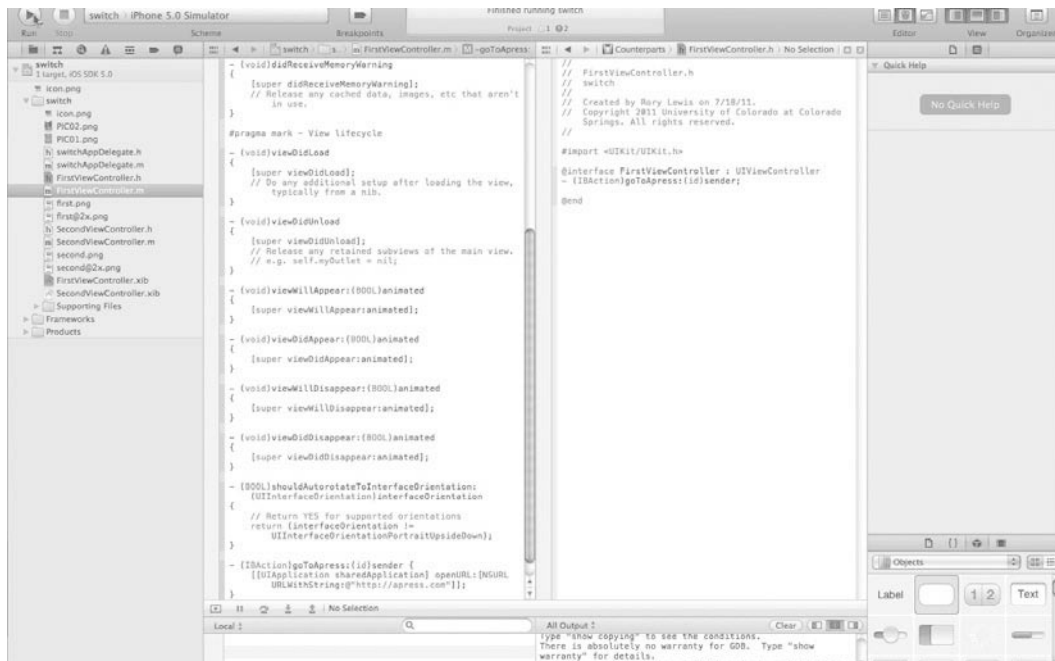 switch
iPhone 5.0 Simulator
Finished running switch
Project 1 2
Run
Stop
Scheme
Breakpoints
Editor
View
Organizer
switch
s...
FirstViewController.m
-goToApress:
Counterparts
FirstViewController.h
No Selection
switch
1 target, iOS SDK 5.0
icon.png
switch
icon.png
PIC02.png
PIC01.png
switchAppDelegate.h
switchAppDelegate.m
FirstViewController.h
FirstViewController.m
first.png
first@2x.png
SecondViewController.h
SecondViewController.m
second.png
second@2x.png
FirstViewController.xib
SecondViewController.xib
Supporting Files
Frameworks
Products
- (void)didReceiveMemoryWarning
{
[super didReceiveMemoryWarning];
// Release any cached data, images, etc that aren't
in use.
}
#pragma mark - View lifecycle
- (void)viewDidLoad
{
[super viewDidLoad];
// Do any additional setup after loading the view,
typically from a nib.
}
- (void)viewDidUnload
{
[super viewDidUnload];
// Release any retained subviews of the main view.
// e.g. self.myOutlet = nil;
}
- (void)viewWillAppear:(BOOL)animated
{
[super viewWillAppear:animated];
}
- (void)viewDidAppear:(BOOL)animated
{
[super viewDidAppear:animated];
}
- (void)viewWillDisappear:(BOOL)animated
{
[super viewWillDisappear:animated];
}
- (void)viewDidDisappear:(BOOL)animated
{
[super viewDidDisappear:animated];
}
- (BOOL)shouldAutorotateToInterfaceOrientation:
(UIInterfaceOrientation)interfaceOrientation
{
// Return YES for supported orientations
return (interfaceOrientation !=
UIInterfaceOrientationPortraitUpsideDown);
}
- (IBAction)goToApress:(id)sender {
[[UIApplication sharedApplication] openURL:[NSURL
URLWithString:@"http://apress.com"]];
}
//
// FirstViewController.h
// switch
//
// Created by Rory Lewis on 7/18/11.
// Copyright 2011 University of Colorado at Colorado
Springs. All rights reserved.
//
#import <UIKit/UIKit.h>
@interface FirstViewController : UIViewController
- (IBAction)goToApress:(id)sender;
@end
Quick Help
No Quick Help
Objects
Label
1 2
Text
No Selection
Local
All Output
Clear
Type "show copying" to see the conditions.
There is absolutely no warranty for GDB. Type "show
warranty" for details.